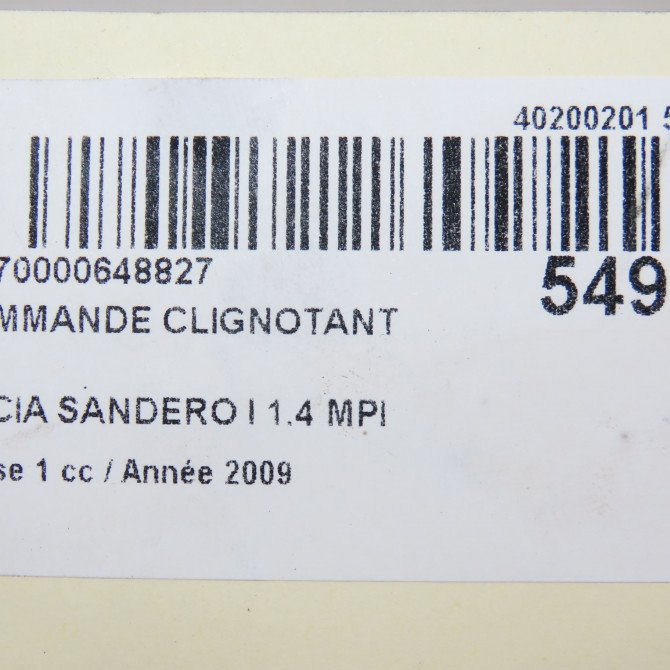 40200201 5
70000648827
549
MMANDE CLIGNOTANT
CIA SANDERO I 1.4 MPI
se 1 cc / Année 2009